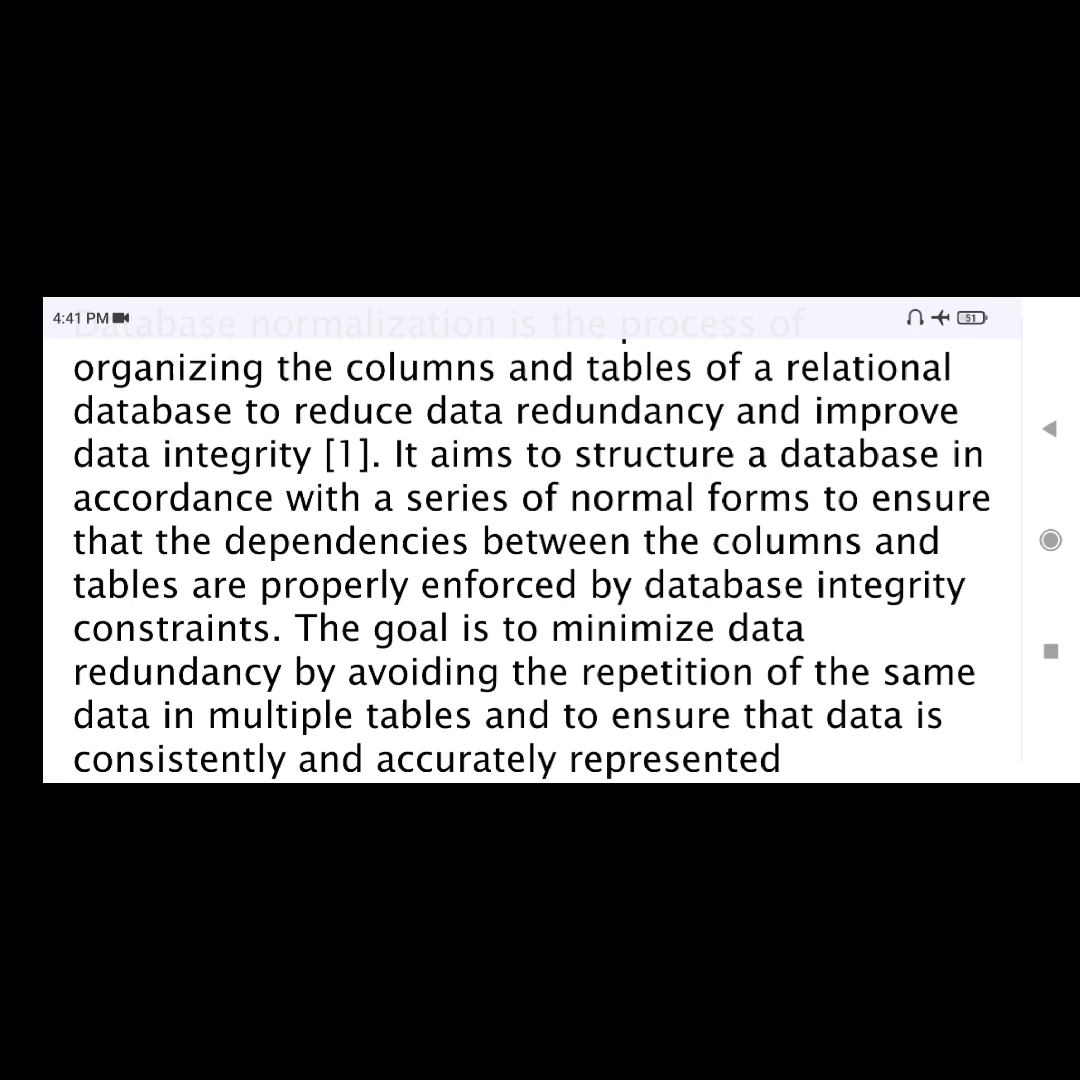 4:41 PM
51
Database normalization is the process of
organizing the columns and tables of a relational
database to reduce data redundancy and improve
data integrity [1]. It aims to structure a database in
accordance with a series of normal forms to ensure
that the dependencies between the columns and
tables are properly enforced by database integrity
constraints. The goal is to minimize data
redundancy by avoiding the repetition of the same
data in multiple tables and to ensure that data is
consistently and accurately represented